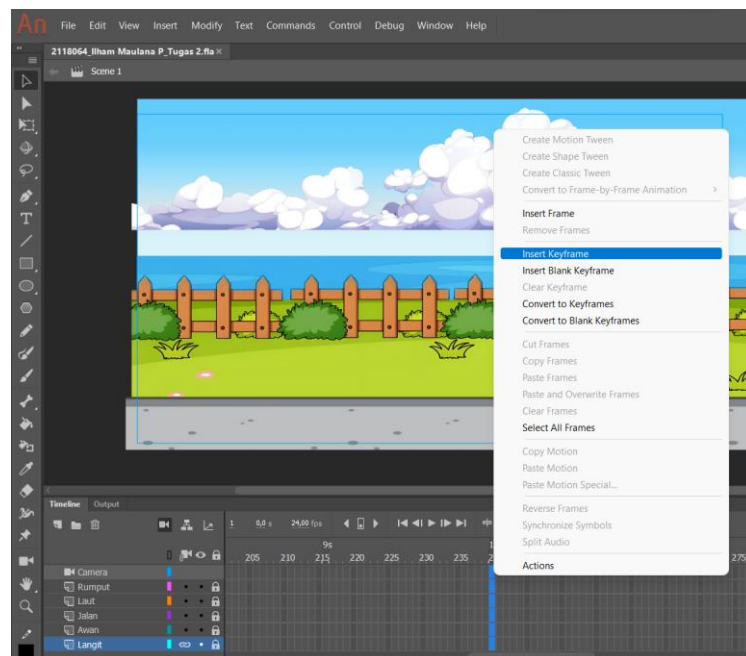 An File Edit View Insert Modify Text Commands Control Debug Window Help
2118064_Ilham Maulana P_Tugas 2.fla ×
Scene 1
Create Motion Tween
Create Shape Tween
Create Classic Tween
Convert to Frame-by-Frame Animation >
Insert Frame
Remove Frames
Insert Keyframe
Insert Blank Keyframe
Clear Keyframe
Convert to Keyframes
Convert to Blank Keyframes
Cut Frames
Copy Frames
Paste Frames
Paste and Overwrite Frames
Clear Frames
Select All Frames
Copy Motion
Paste Motion
Paste Motion Special...
Reverse Frames
Synchronize Symbols
Split Audio
Actions
Timeline Output
1 0,0 s 24,00 fps
9s
205 210 215 220 225 230 235 275
Camera
Rumput
Laut
Jalan
Awan
Langit